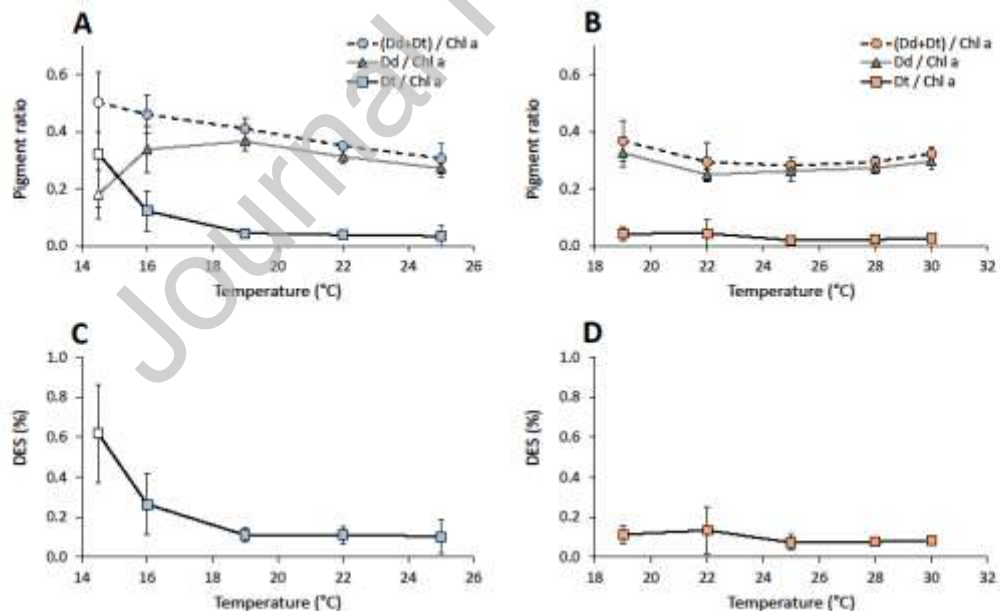 A
(Dd+Dt) / Chl a
Dd / Chl a
Dt / Chl a
Pigment ratio
0.6
0.4
0.2
0.0
14 16 18 20 22 24 26
Temperature (°C)
B
(Dd+Dt) / Chl a
Dd / Chl a
Dt / Chl a
Pigment ratio
0.6
0.4
0.2
0.0
18 20 22 24 26 28 30 32
Temperature (°C)
C
DES (%)
1.0
0.8
0.6
0.4
0.2
0.0
14 16 18 20 22 24 26
Temperature (°C)
D
DES (%)
1.0
0.8
0.6
0.4
0.2
0.0
18 20 22 24 26 28 30 32
Temperature (°C)
Journal